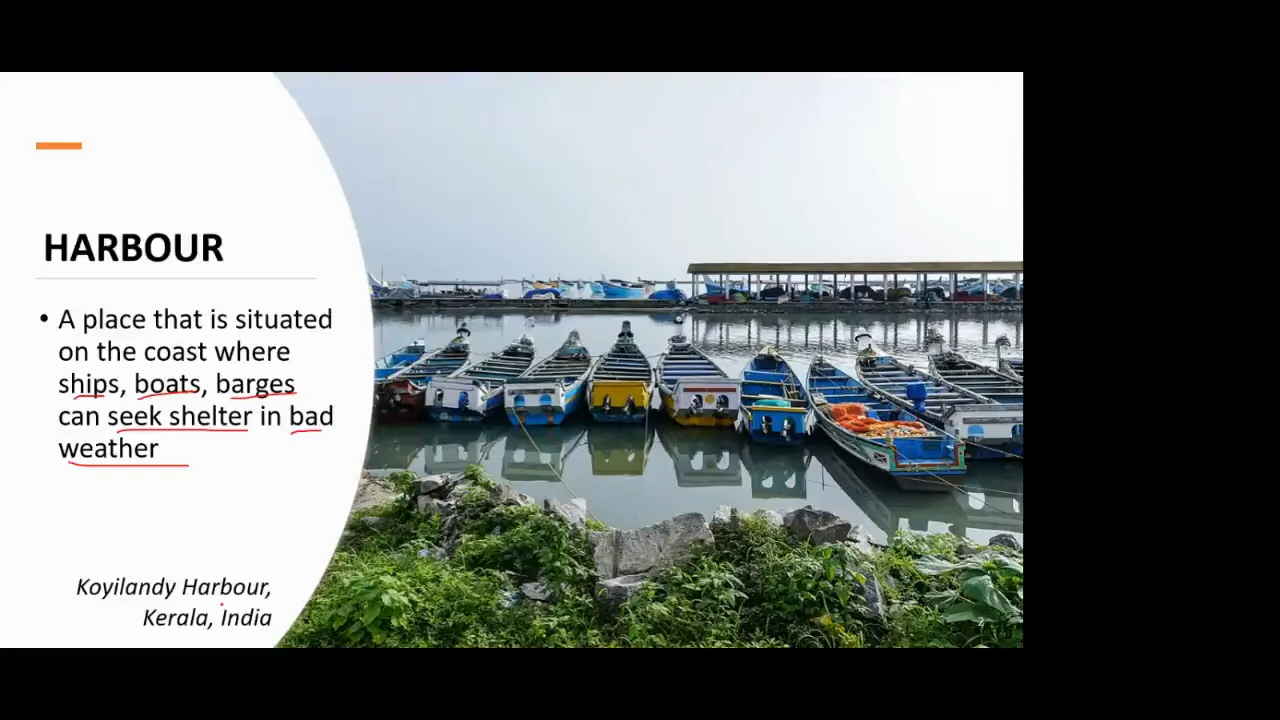 HARBOUR
• A place that is situated
on the coast where
ships, boats, barges
can seek shelter in bad
weather
Koyilandy Harbour,
Kerala, India